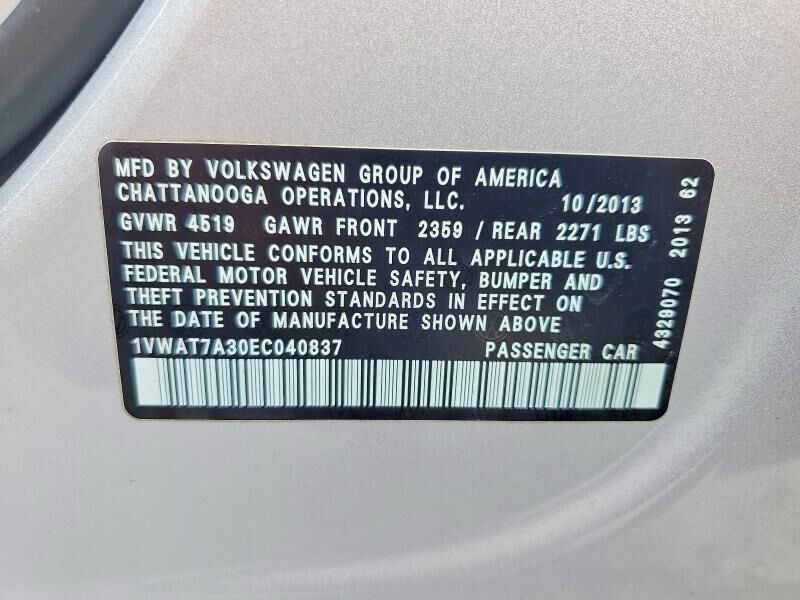 MFD BY VOLKSWAGEN GROUP OF AMERICA
CHATTANOOGA OPERATIONS, LLC. 10/2013
GVWR 4519 GAWR FRONT 2359 / REAR 2271 LBS
THIS VEHICLE CONFORMS TO ALL APPLICABLE U.S.
FEDERAL MOTOR VEHICLE SAFETY, BUMPER AND
THEFT PREVENTION STANDARDS IN EFFECT ON
THE DATE OF MANUFACTURE SHOWN ABOVE
1VWAT7A30EC040837 PASSENGER CAR
4329070 2013 62